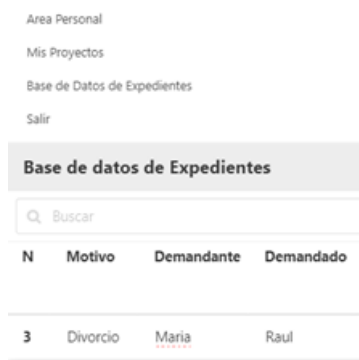 Area Personal
Mis Proyectos
Base de Datos de Expedientes
Salir
Base de datos de Expedientes
Buscar
N Motivo Demandante Demandado
3 Divorcio Maria Raul